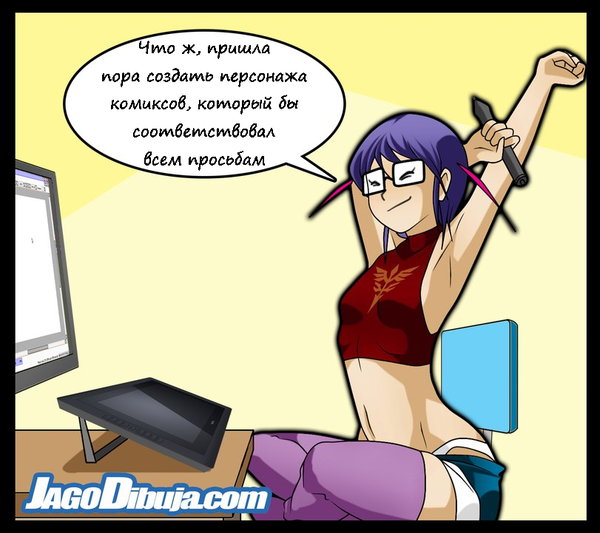 Что ж, пришла
пора создать персонажа
комиксов, который бы
соответствовал
всем просьбам
JAGODibuja.com